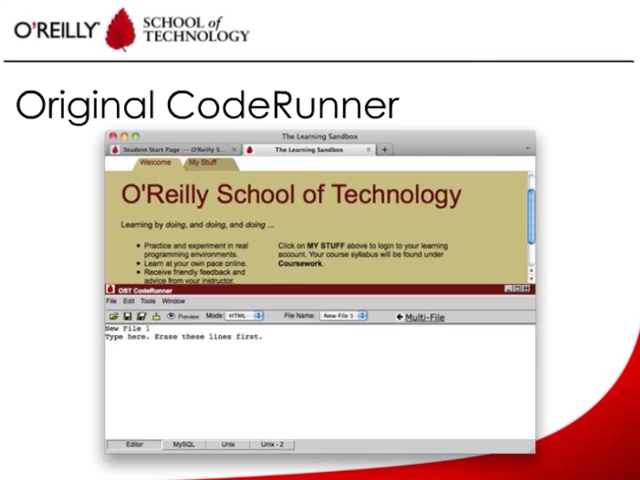 O'REILLY SCHOOL of
TECHNOLOGY
Original CodeRunner
The Learning Sandbox
Student Start Page — O'Reilly S...
The Learning Sandbox
Welcome
My Stuff
O'Reilly School of Technology
Learning by doing, and doing, and doing ...
• Practice and experiment in real
programming environments.
• Learn at your own pace online.
• Receive friendly feedback and
advice from your instructor.
Click on MY STUFF above to login to your learning
account. Your course syllabus will be found under
Coursework.
OST CodeRunner
File Edit Tools Window
Preview Mode: HTML File Name: New File 1 Multi-File
New File 1
Type here. Erase these lines first.
Editor MySQL Unix Unix - 2